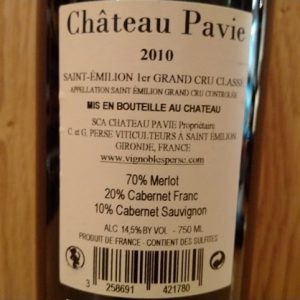 Château Pavie
2010
SAINT-ÉMILION 1er GRAND CRU CLASSÉ
APPELLATION SAINT ÉMILION GRAND CRU CONTRÔLÉE
MIS EN BOUTEILLE AU CHATEAU
SCA CHATEAU PAVIE Propriétaire
C. et G. PERSE VITICULTEURS A SAINT ÉMILION
GIRONDE, FRANCE
www.vignoblesperse.com
70% Merlot
20% Cabernet Franc
10% Cabernet Sauvignon
ALC 14,5% BY VOL. - 750 ML
PRODUIT DE FRANCE - CONTIENT DES SULFITES
3 258691 421780